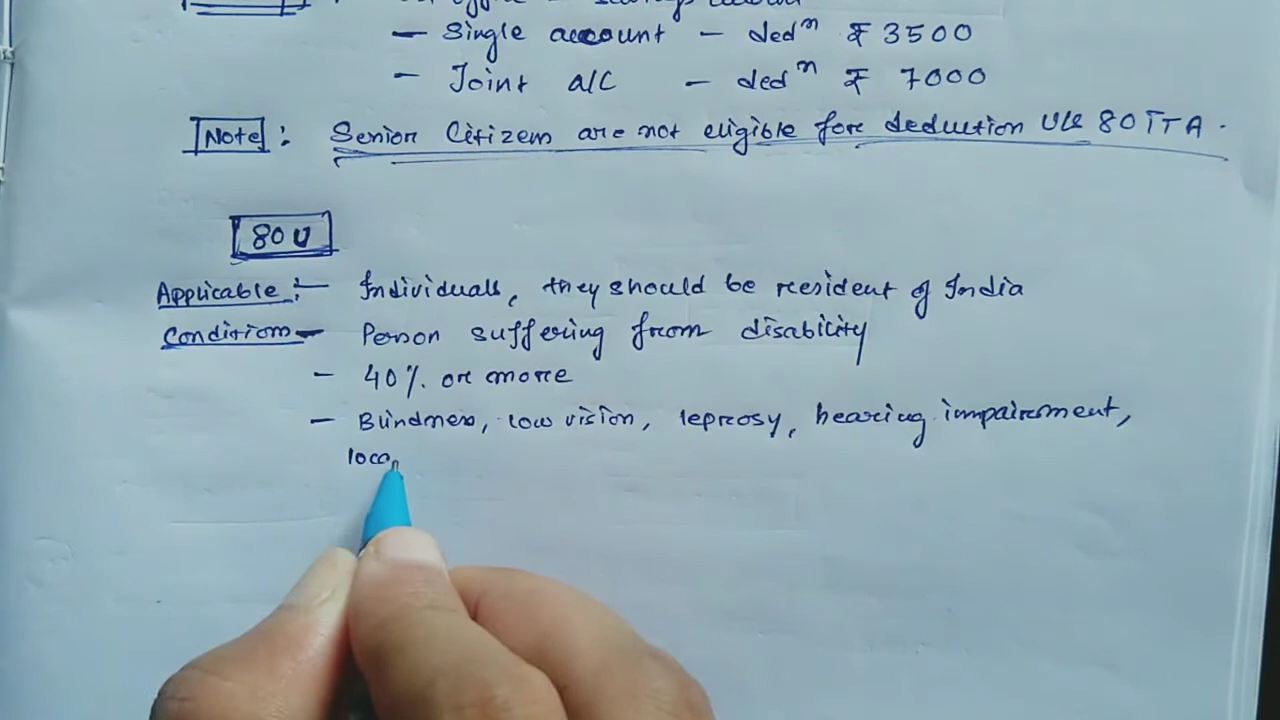 - Single account - dedn ₹ 3500
- Joint a/c - dedn ₹ 7000
Note : Senior Citizen are not eligible for deduction U/s 80TTA.
80U
Applicable :- Individuals, they should be resident of India
Condition - Person suffering from disability
- 40% or more
- Blindness, low vision, leprosy, hearing impairment,
loco